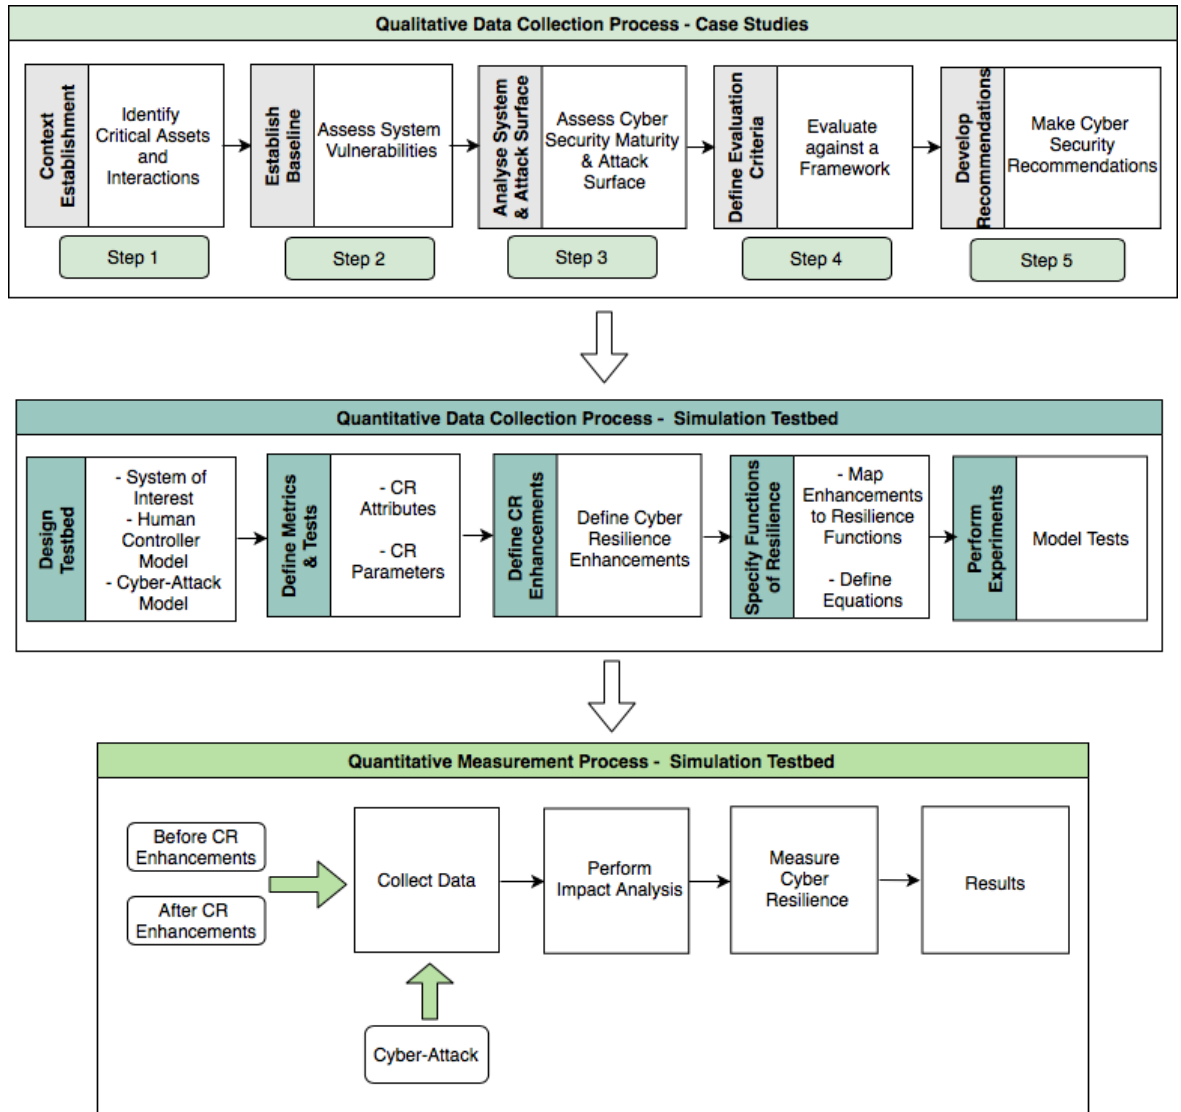 Qualitative Data Collection Process - Case Studies
Context
Establishment
Identify
Critical Assets
and
Interactions
Step 1
Establish
Baseline
Assess System
Vulnerabilities
Step 2
Analyse System
& Attack Surface
Assess Cyber
Security Maturity
& Attack
Surface
Step 3
Define Evaluation
Criteria
Evaluate
against a
Framework
Step 4
Develop
Recommendations
Make Cyber
Security
Recommendations
Step 5
Quantitative Data Collection Process - Simulation Testbed
Design
Testbed
- System of
Interest
- Human
Controller
Model
- Cyber-Attack
Model
Define Metrics
& Tests
- CR
Attributes
- CR
Parameters
Define CR
Enhancements
Define Cyber
Resilience
Enhancements
Specify Functions
of Resilience
- Map
Enhancements
to Resilience
Functions
- Define
Equations
Perform
Experiments
Model Tests
Quantitative Measurement Process - Simulation Testbed
Before CR
Enhancements
After CR
Enhancements
Collect Data
Cyber-Attack
Perform
Impact Analysis
Measure
Cyber
Resilience
Results